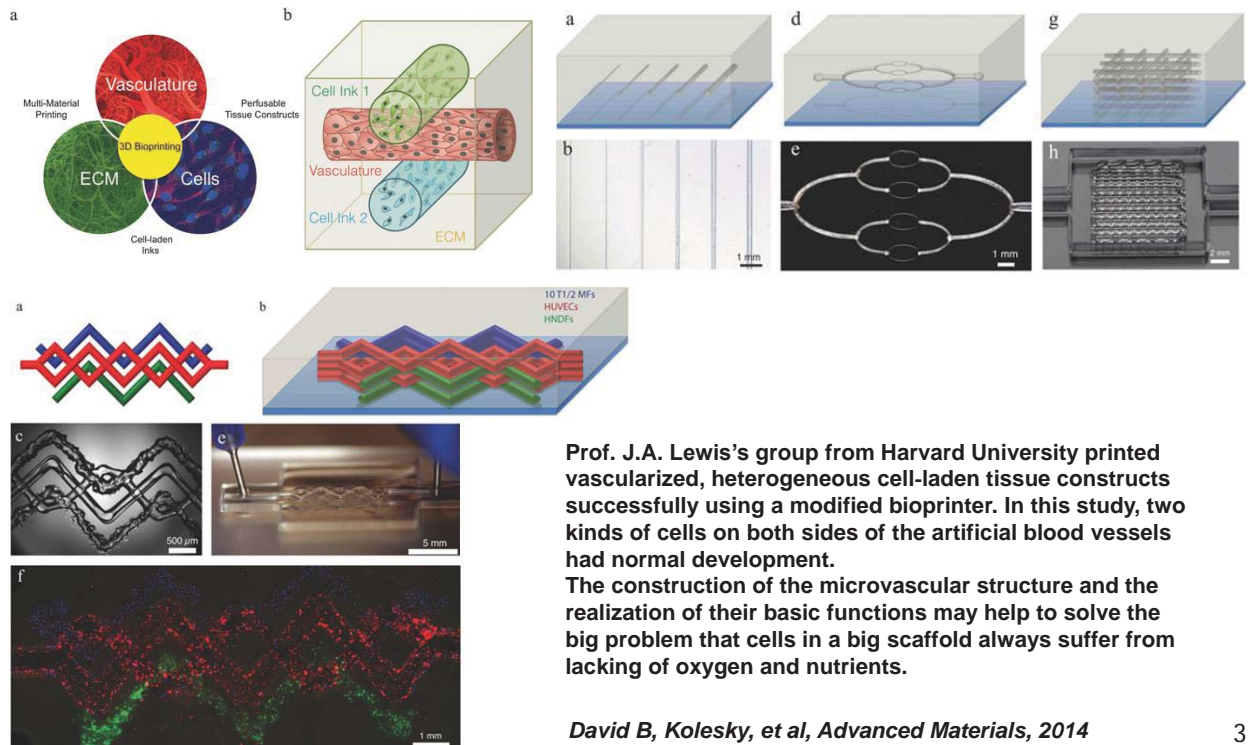 a
Vasculature
Multi-Material
Printing
Perfusable
Tissue Constructs
3D Bioprinting
ECM
Cells
Cell-laden
Inks
b
Cell Ink 1
Vasculature
Cell Ink 2
ECM
a
d
g
b
1 mm
e
1 mm
h
2 mm
a
b
10 T1/2 MFs
HUVECs
HNDFs
c
500 µm
e
5 mm
f
1 mm
Prof. J.A. Lewis's group from Harvard University printed
vascularized, heterogeneous cell-laden tissue constructs
successfully using a modified bioprinter. In this study, two
kinds of cells on both sides of the artificial blood vessels
had normal development.
The construction of the microvascular structure and the
realization of their basic functions may help to solve the
big problem that cells in a big scaffold always suffer from
lacking of oxygen and nutrients.
David B, Kolesky, et al, Advanced Materials, 2014
3